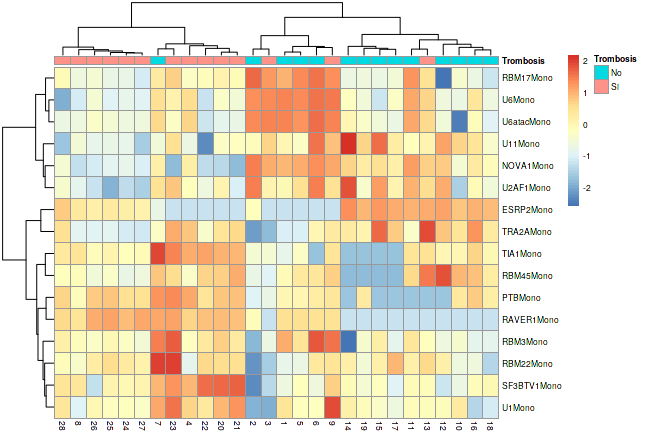 Trombosis
RBM17Mono
U6Mono
U6atacMono
U11Mono
NOVA1Mono
U2AF1Mono
ESRP2Mono
TRA2AMono
TIA1Mono
RBM45Mono
PTBMono
RAVER1Mono
RBM3Mono
RBM22Mono
SF3BTV1Mono
U1Mono
28 8 26 25 24 27 7 23 4 22 20 21 2 3 1 5 6 9 14 19 15 17 11 13 12 10 16 18
2
1
0
-1
-2
Trombosis
No
SI